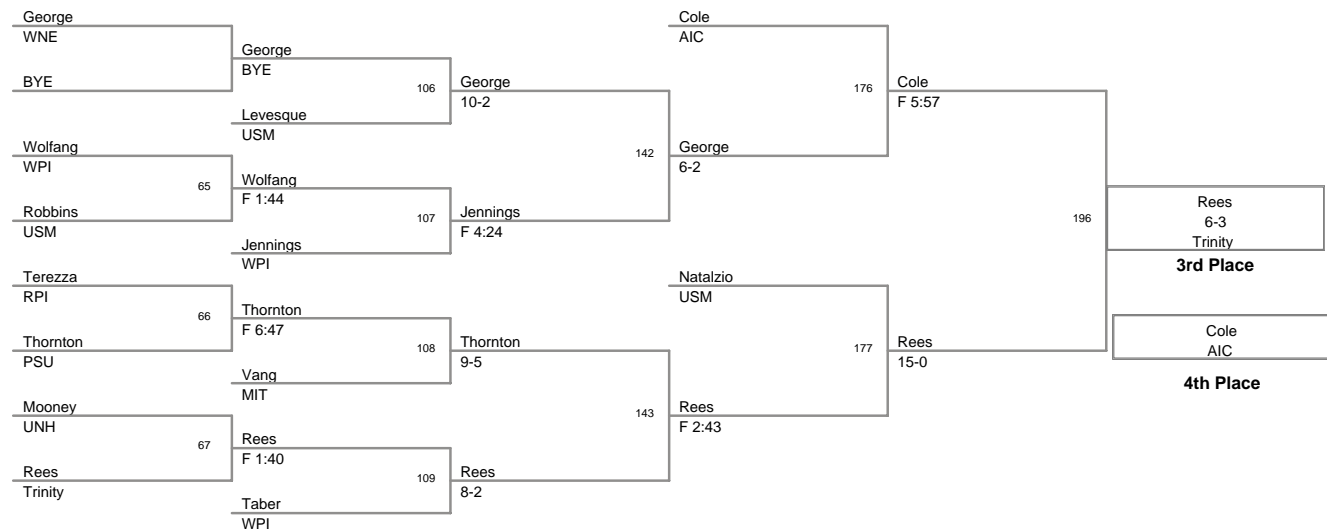 George
WNE
BYE
Wolfang
WPI
65
Robbins
USM
Terezza
RPI
66
Thornton
PSU
Mooney
UNH
67
Rees
Trinity
George
BYE
106
Levesque
USM
Wolfang
F 1:44
107
Jennings
WPI
Thornton
F 6:47
108
Vang
MIT
Rees
F 1:40
109
Taber
WPI
George
10-2
142
Jennings
F 4:24
Thornton
9-5
143
Rees
8-2
Cole
AIC
176
George
6-2
Natalzio
USM
177
Rees
F 2:43
Cole
F 5:57
196
Rees
15-0
Rees
6-3
Trinity
3rd Place
Cole
AIC
4th Place